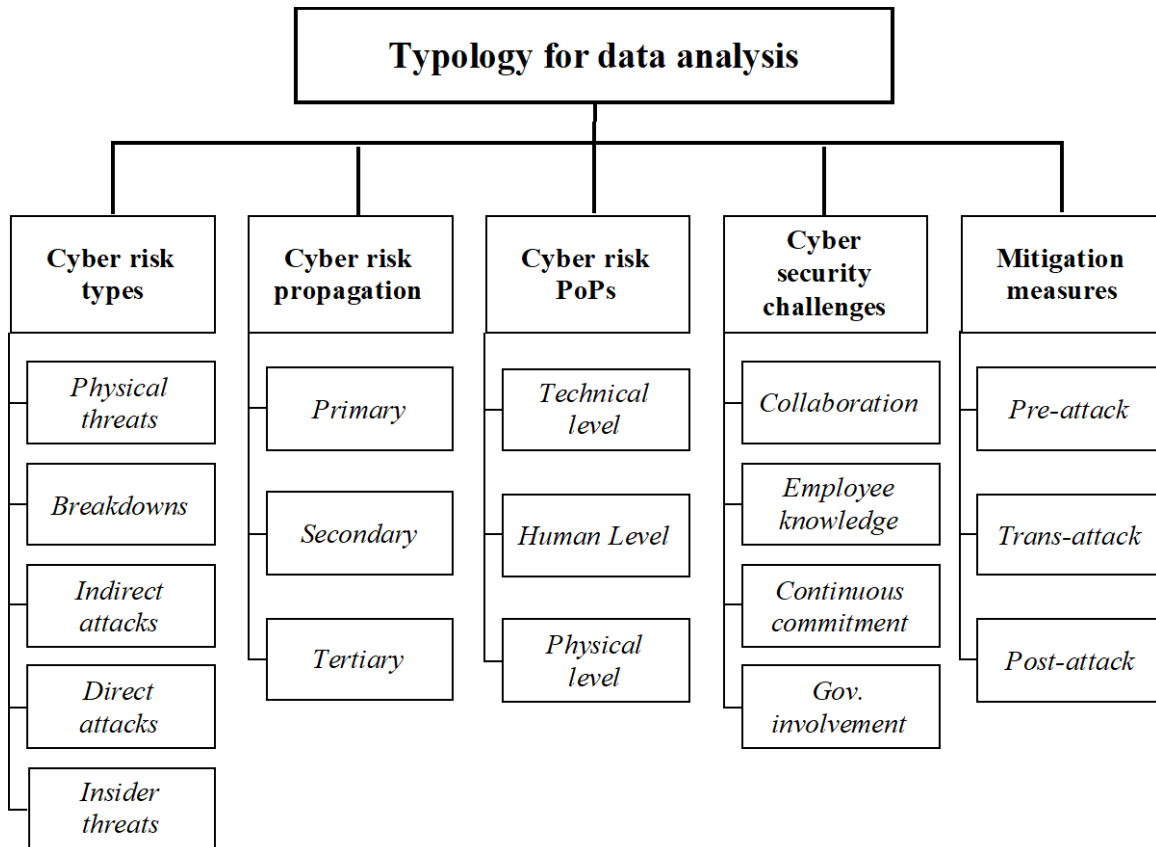 Typology for data analysis
Cyber risk
types
Physical
threats
Breakdowns
Indirect
attacks
Direct
attacks
Insider
threats
Cyber risk
propagation
Primary
Secondary
Tertiary
Cyber risk
PoPs
Technical
level
Human Level
Physical
level
Cyber
security
challenges
Collaboration
Employee
knowledge
Continuous
commitment
Gov.
involvement
Mitigation
measures
Pre-attack
Trans-attack
Post-attack